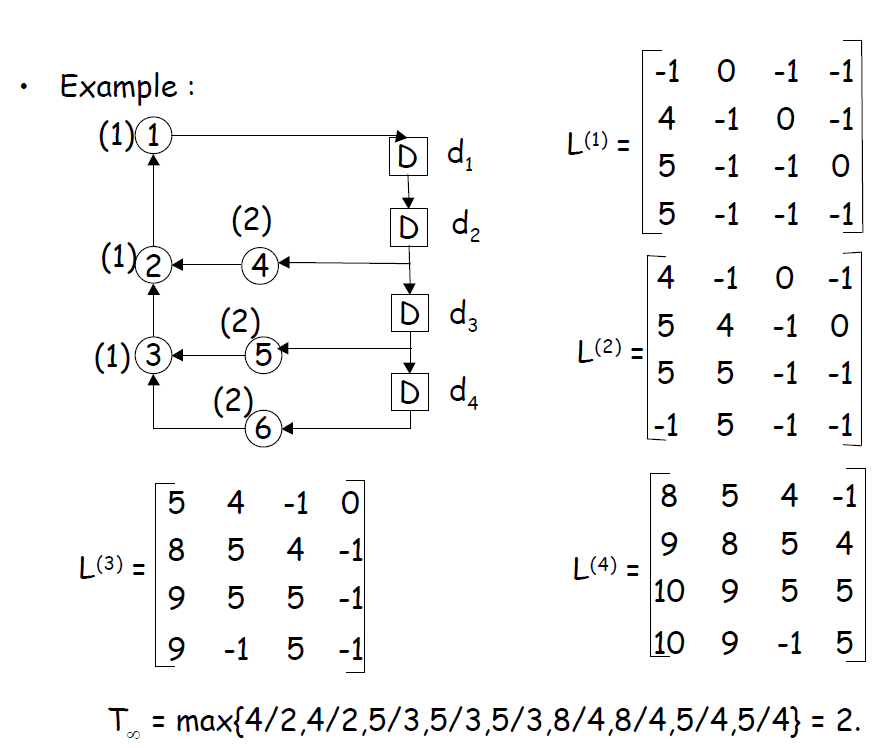 • Example :
(1) 1
D d₁
(2)
D d₂
(1) 2 4
(2)
D d₃
(1) 3 5
(2)
D d₄
6
L(1) =
-1 0 -1 -1
4 -1 0 -1
5 -1 -1 0
5 -1 -1 -1
L(2) =
4 -1 0 -1
5 4 -1 0
5 5 -1 -1
-1 5 -1 -1
L(3) =
5 4 -1 0
8 5 4 -1
9 5 5 -1
9 -1 5 -1
L(4) =
8 5 4 -1
9 8 5 4
10 9 5 5
10 9 -1 5
T∞ = max{4/2,4/2,5/3,5/3,5/3,8/4,8/4,5/4,5/4} = 2.